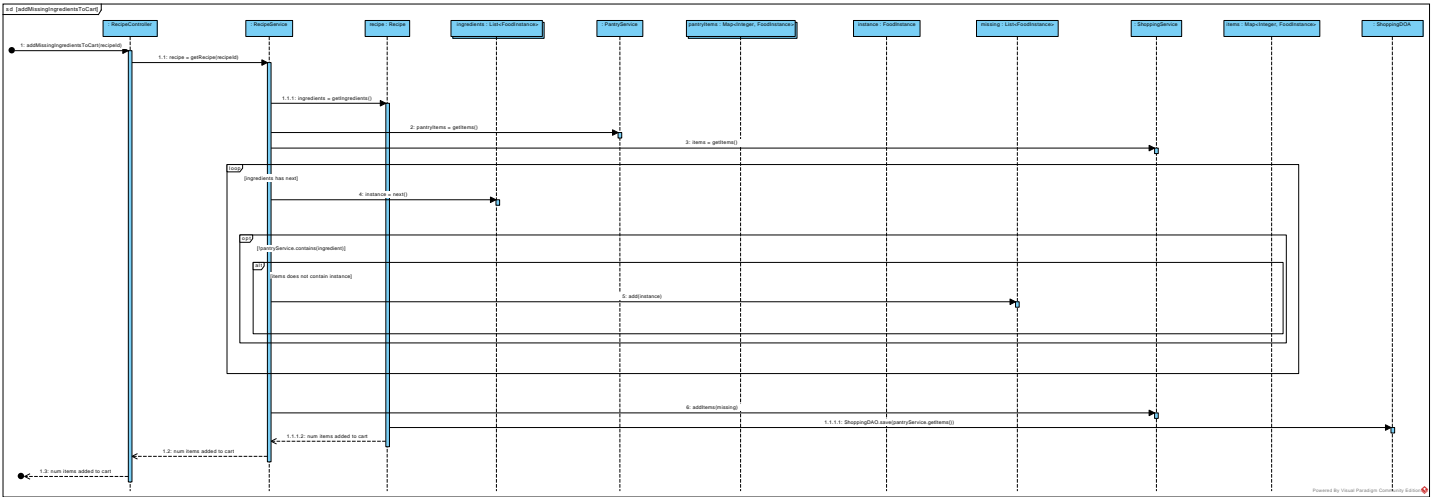 sd [addMissingIngredientsToCart]
: RecipeController
: RecipeService
recipe : Recipe
ingredients : List<FoodInstance>
: PantryService
pantryItems : Map<Integer, FoodInstance>
instance : FoodInstance
missing : List<FoodInstance>
: ShoppingService
items : Map<Integer, FoodInstance>
: ShoppingDOA
1: addMissingIngredientsToCart(recipeId)
1.1: recipe = getRecipe(recipeId)
1.1.1: ingredients = getIngredients()
2: pantryItems = getItems()
3: items = getItems()
loop
[ingredients has next]
4: instance = next()
opt
[!pantryService.contains(ingredient)]
alt
[items does not contain instance]
5: add(instance)
6: addItems(missing)
1.1.1.1: ShoppingDAO.save(pantryService.getItems())
1.1.1.2: num items added to cart
1.2: num items added to cart
1.3: num items added to cart
Powered By Visual Paradigm Community Edition